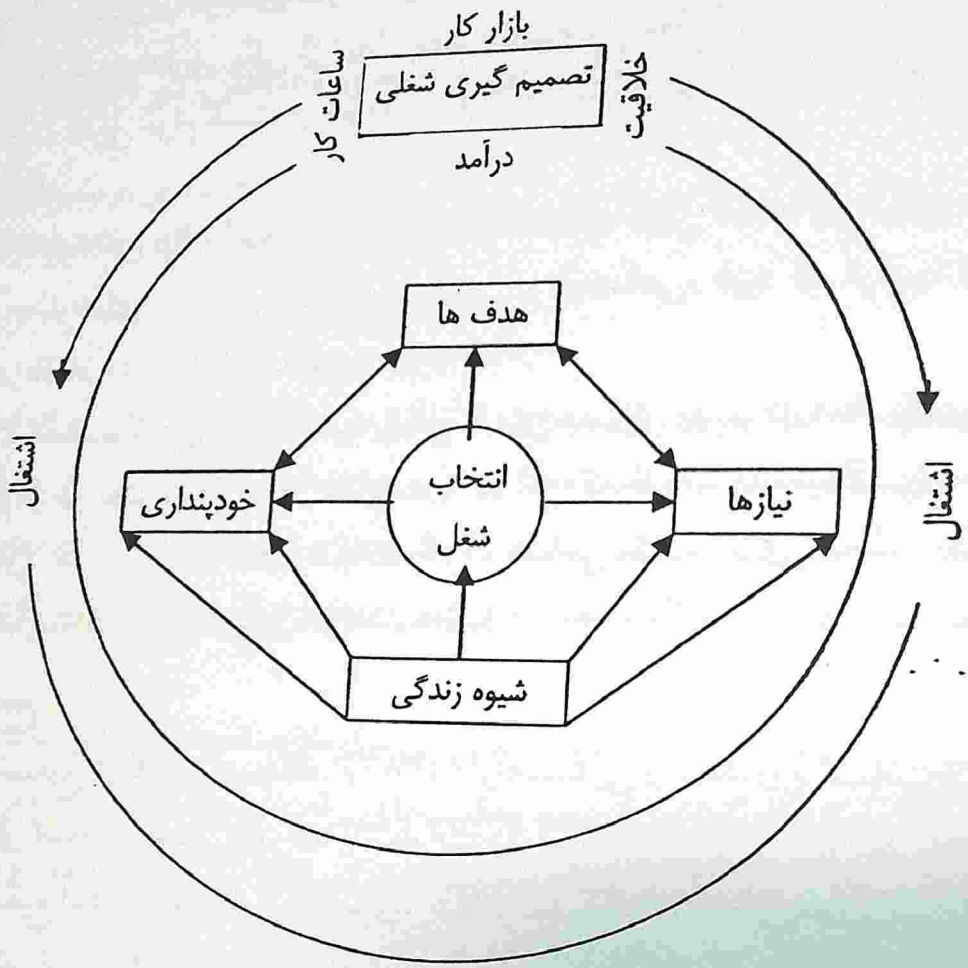 بازار کار
ساعات کار
تصمیم گیری شغلی
خلاقیت
درآمد
هدف ها
اشتغال
خودپنداری
انتخاب
شغل
نیازها
اشتغال
شیوه زندگی